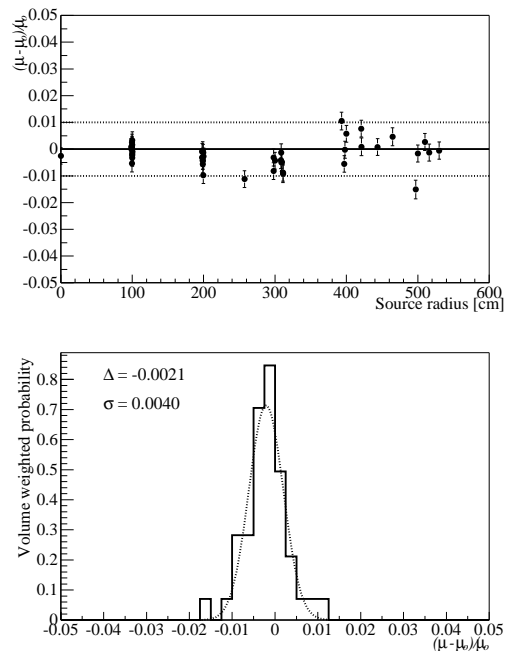 (μ-μ₀)/μ₀
0.05
0.04
0.03
0.02
0.01
0
-0.01
-0.02
-0.03
-0.04
-0.05
0 100 200 300 400 500 600
Source radius [cm]
Volume weighted probability
Δ = -0.0021
σ = 0.0040
0.8
0.7
0.6
0.5
0.4
0.3
0.2
0.1
0
-0.05 -0.04 -0.03 -0.02 -0.01 0 0.01 0.02 0.03 0.04 0.05
(μ-μ₀)/μ₀